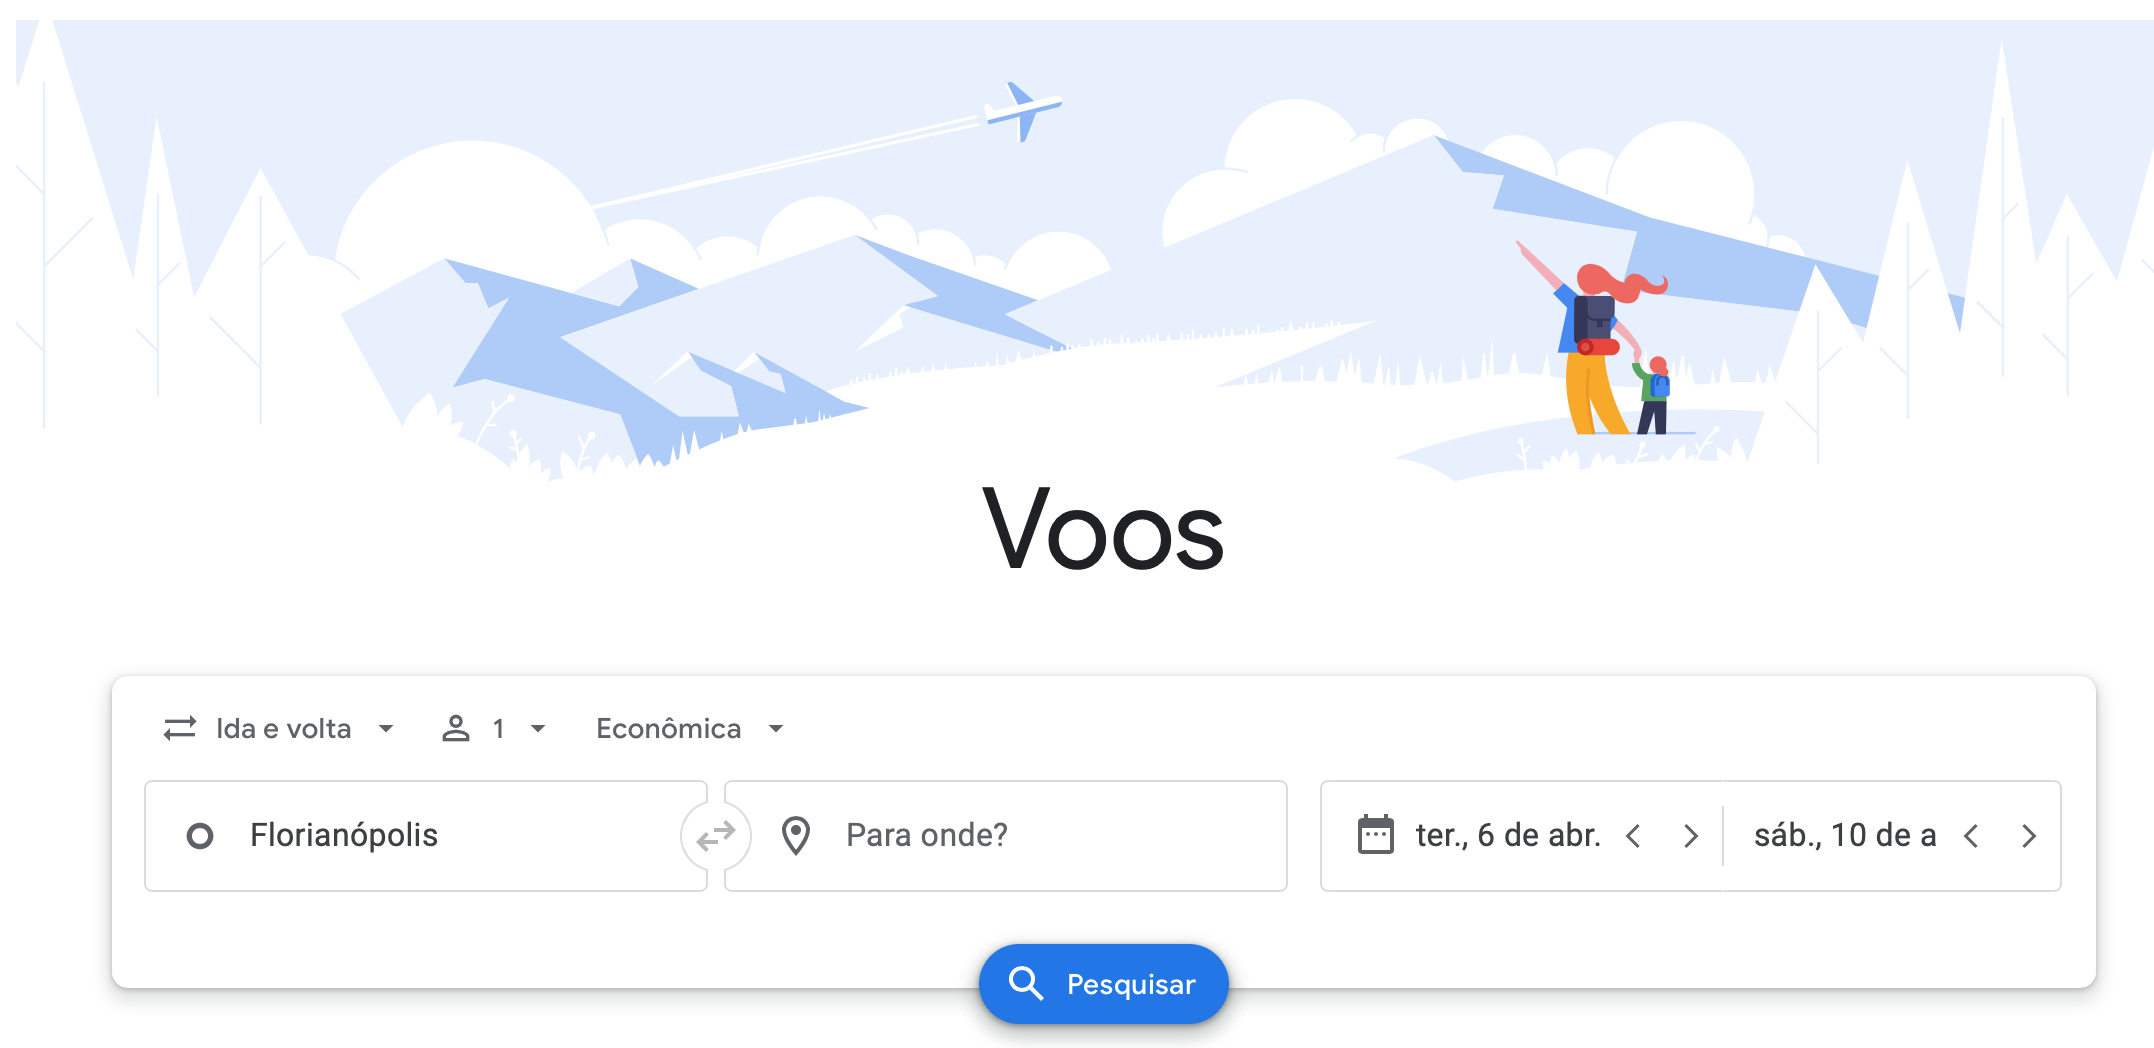 Voos
Ida e volta 1 Econômica
Florianópolis Para onde? ter., 6 de abr. sáb., 10 de a
Pesquisar